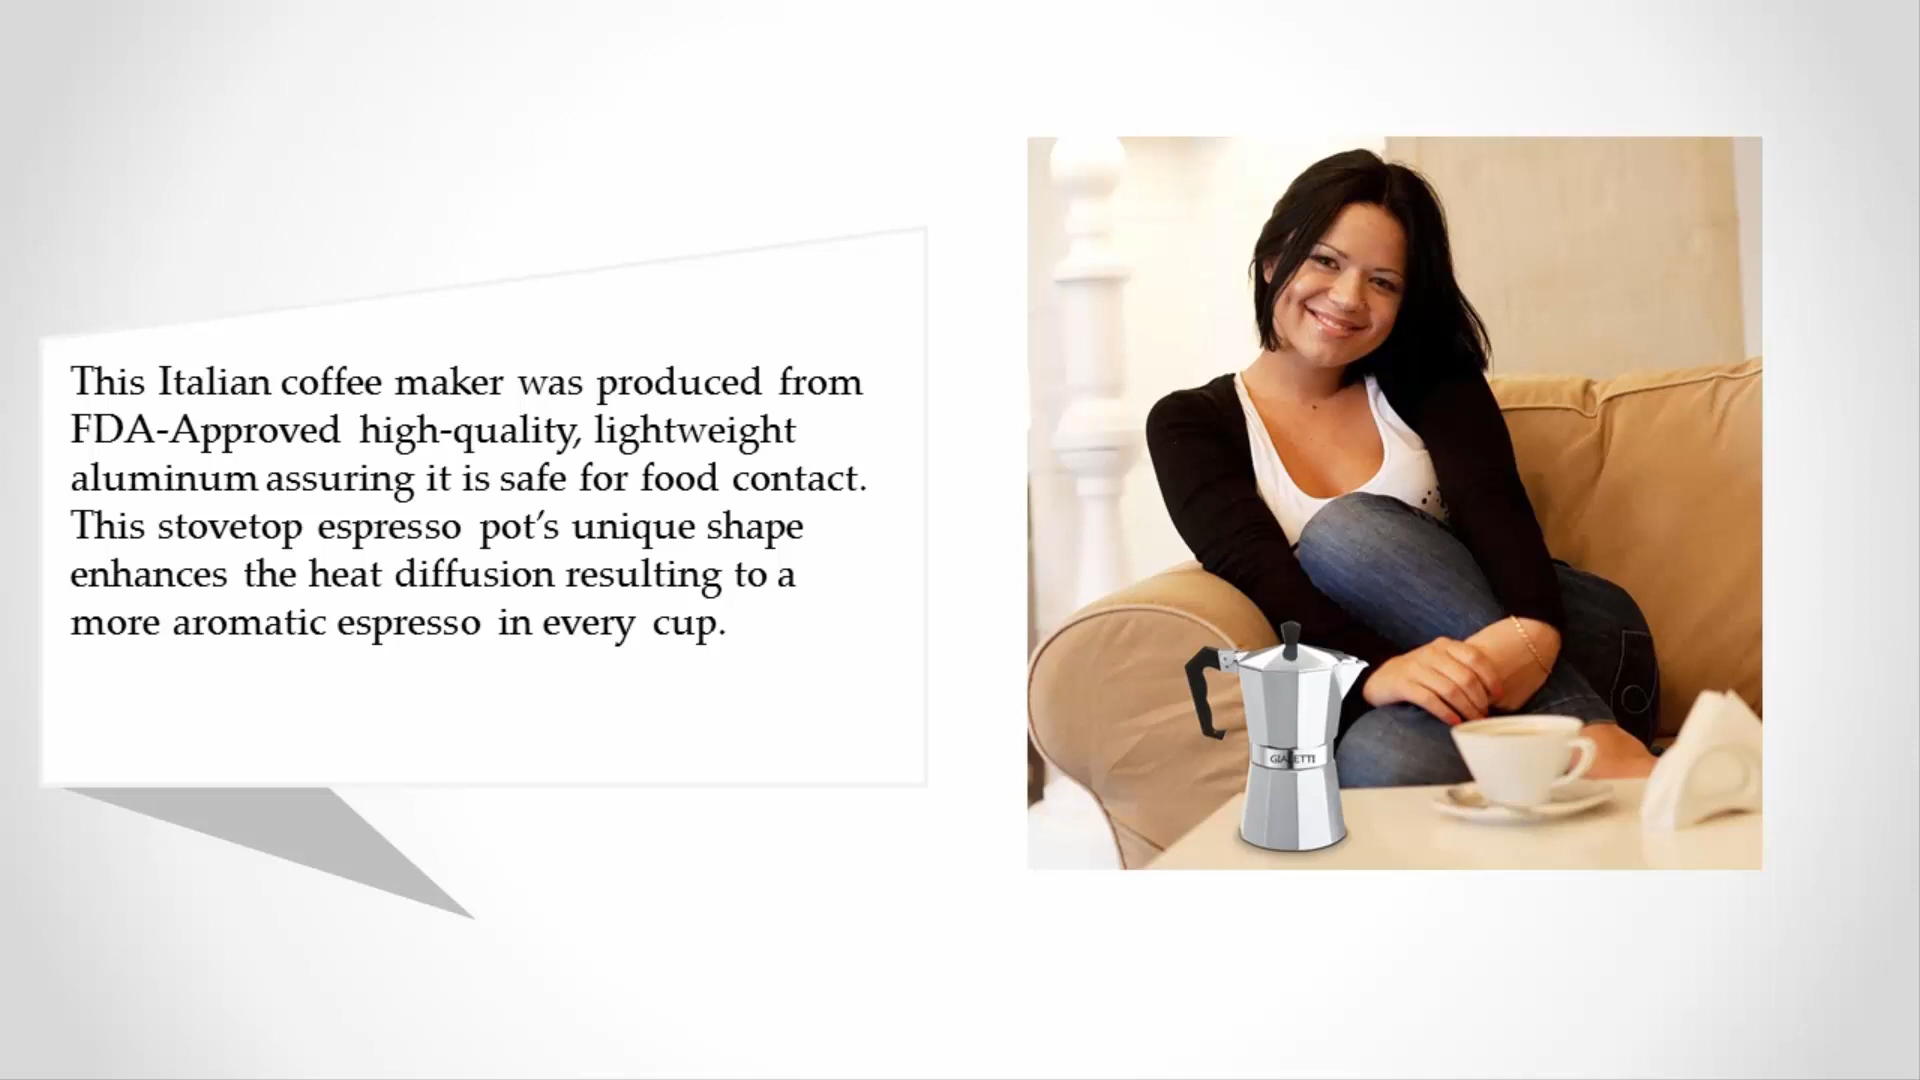 This Italian coffee maker was produced from
FDA-Approved high-quality, lightweight
aluminum assuring it is safe for food contact.
This stovetop espresso pot’s unique shape
enhances the heat diffusion resulting to a
more aromatic espresso in every cup.